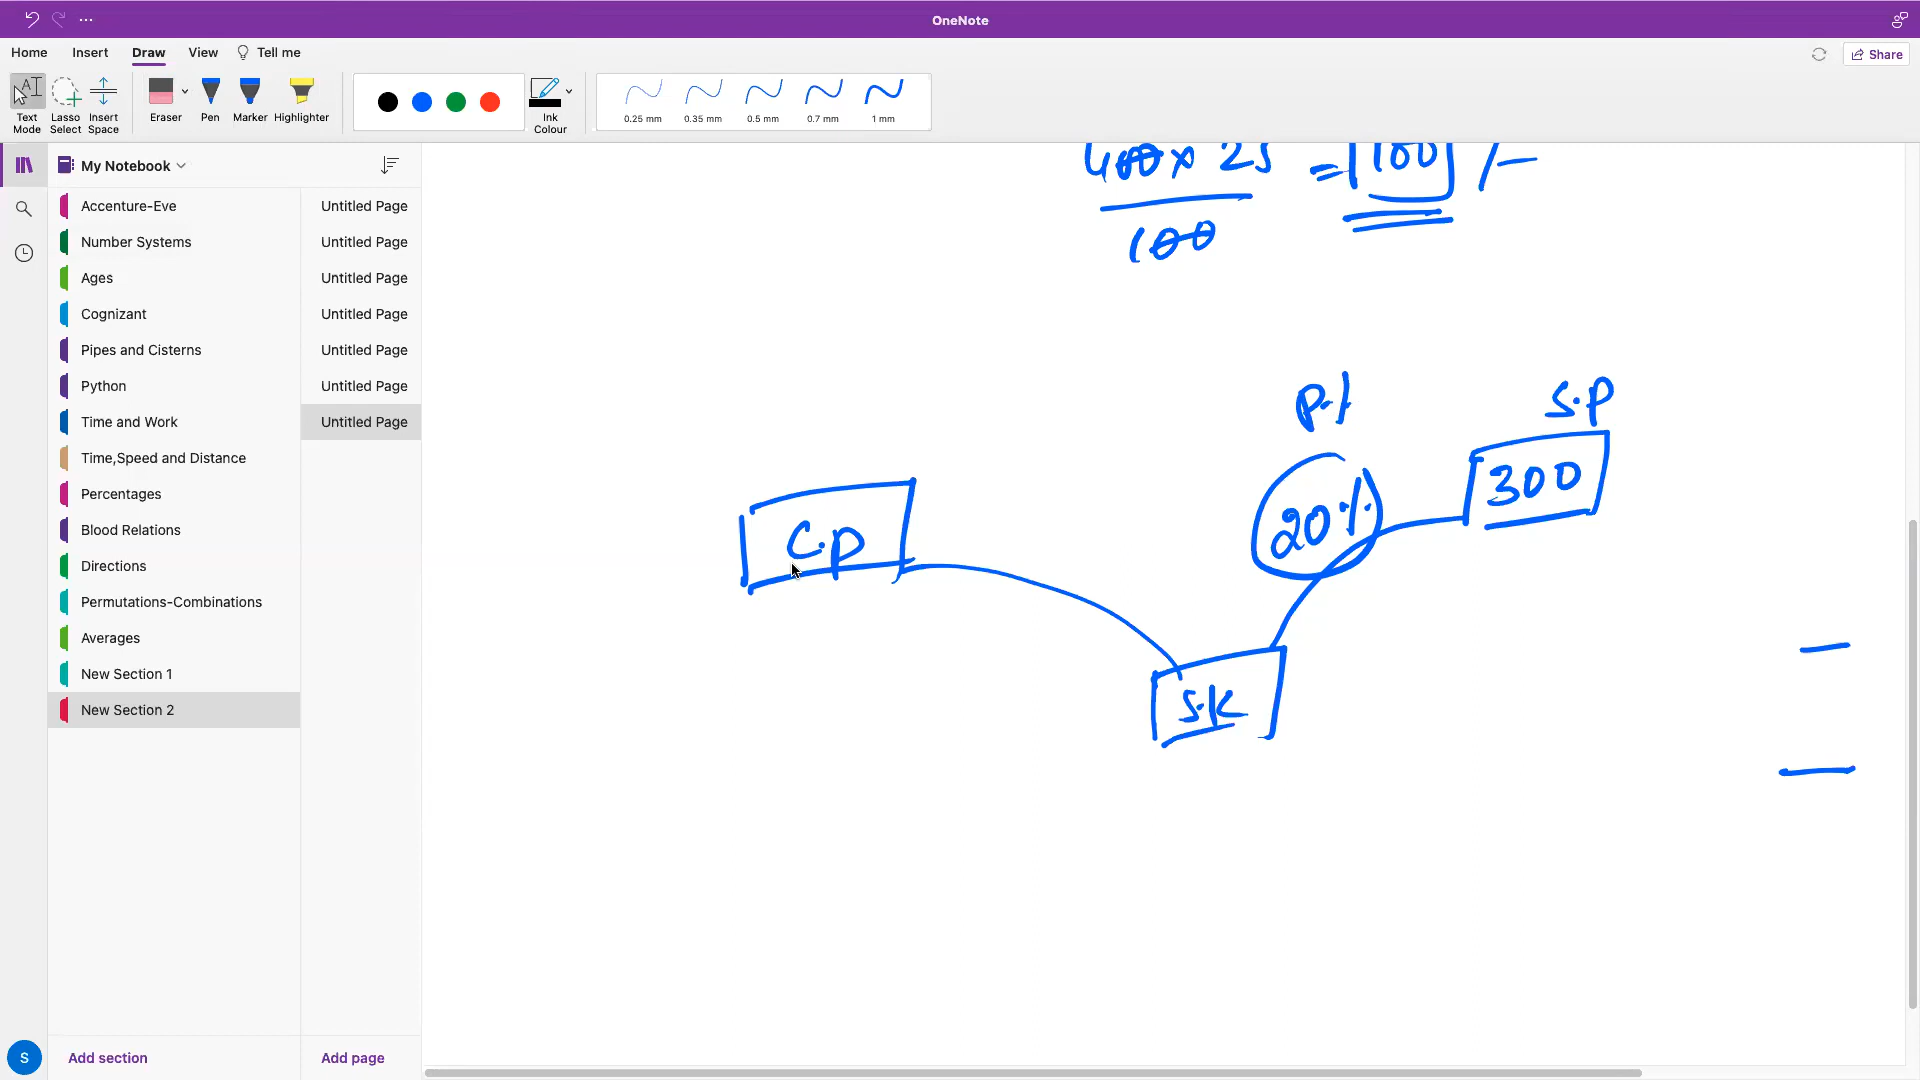 OneNote
Home Insert Draw View Tell me
Share
Text Mode
Lasso Select
Insert Space
Eraser
Pen
Marker
Highlighter
Ink Colour
0.25 mm
0.35 mm
0.5 mm
0.7 mm
1 mm
My Notebook
Accenture-Eve
Number Systems
Ages
Cognizant
Pipes and Cisterns
Python
Time and Work
Time,Speed and Distance
Percentages
Blood Relations
Directions
Permutations-Combinations
Averages
New Section 1
New Section 2
Untitled Page
Untitled Page
Untitled Page
Untitled Page
Untitled Page
Untitled Page
Untitled Page
400 x 25 = 100 /-
100
P.% S.P
20% 300
C.P
S.K
S
Add section
Add page